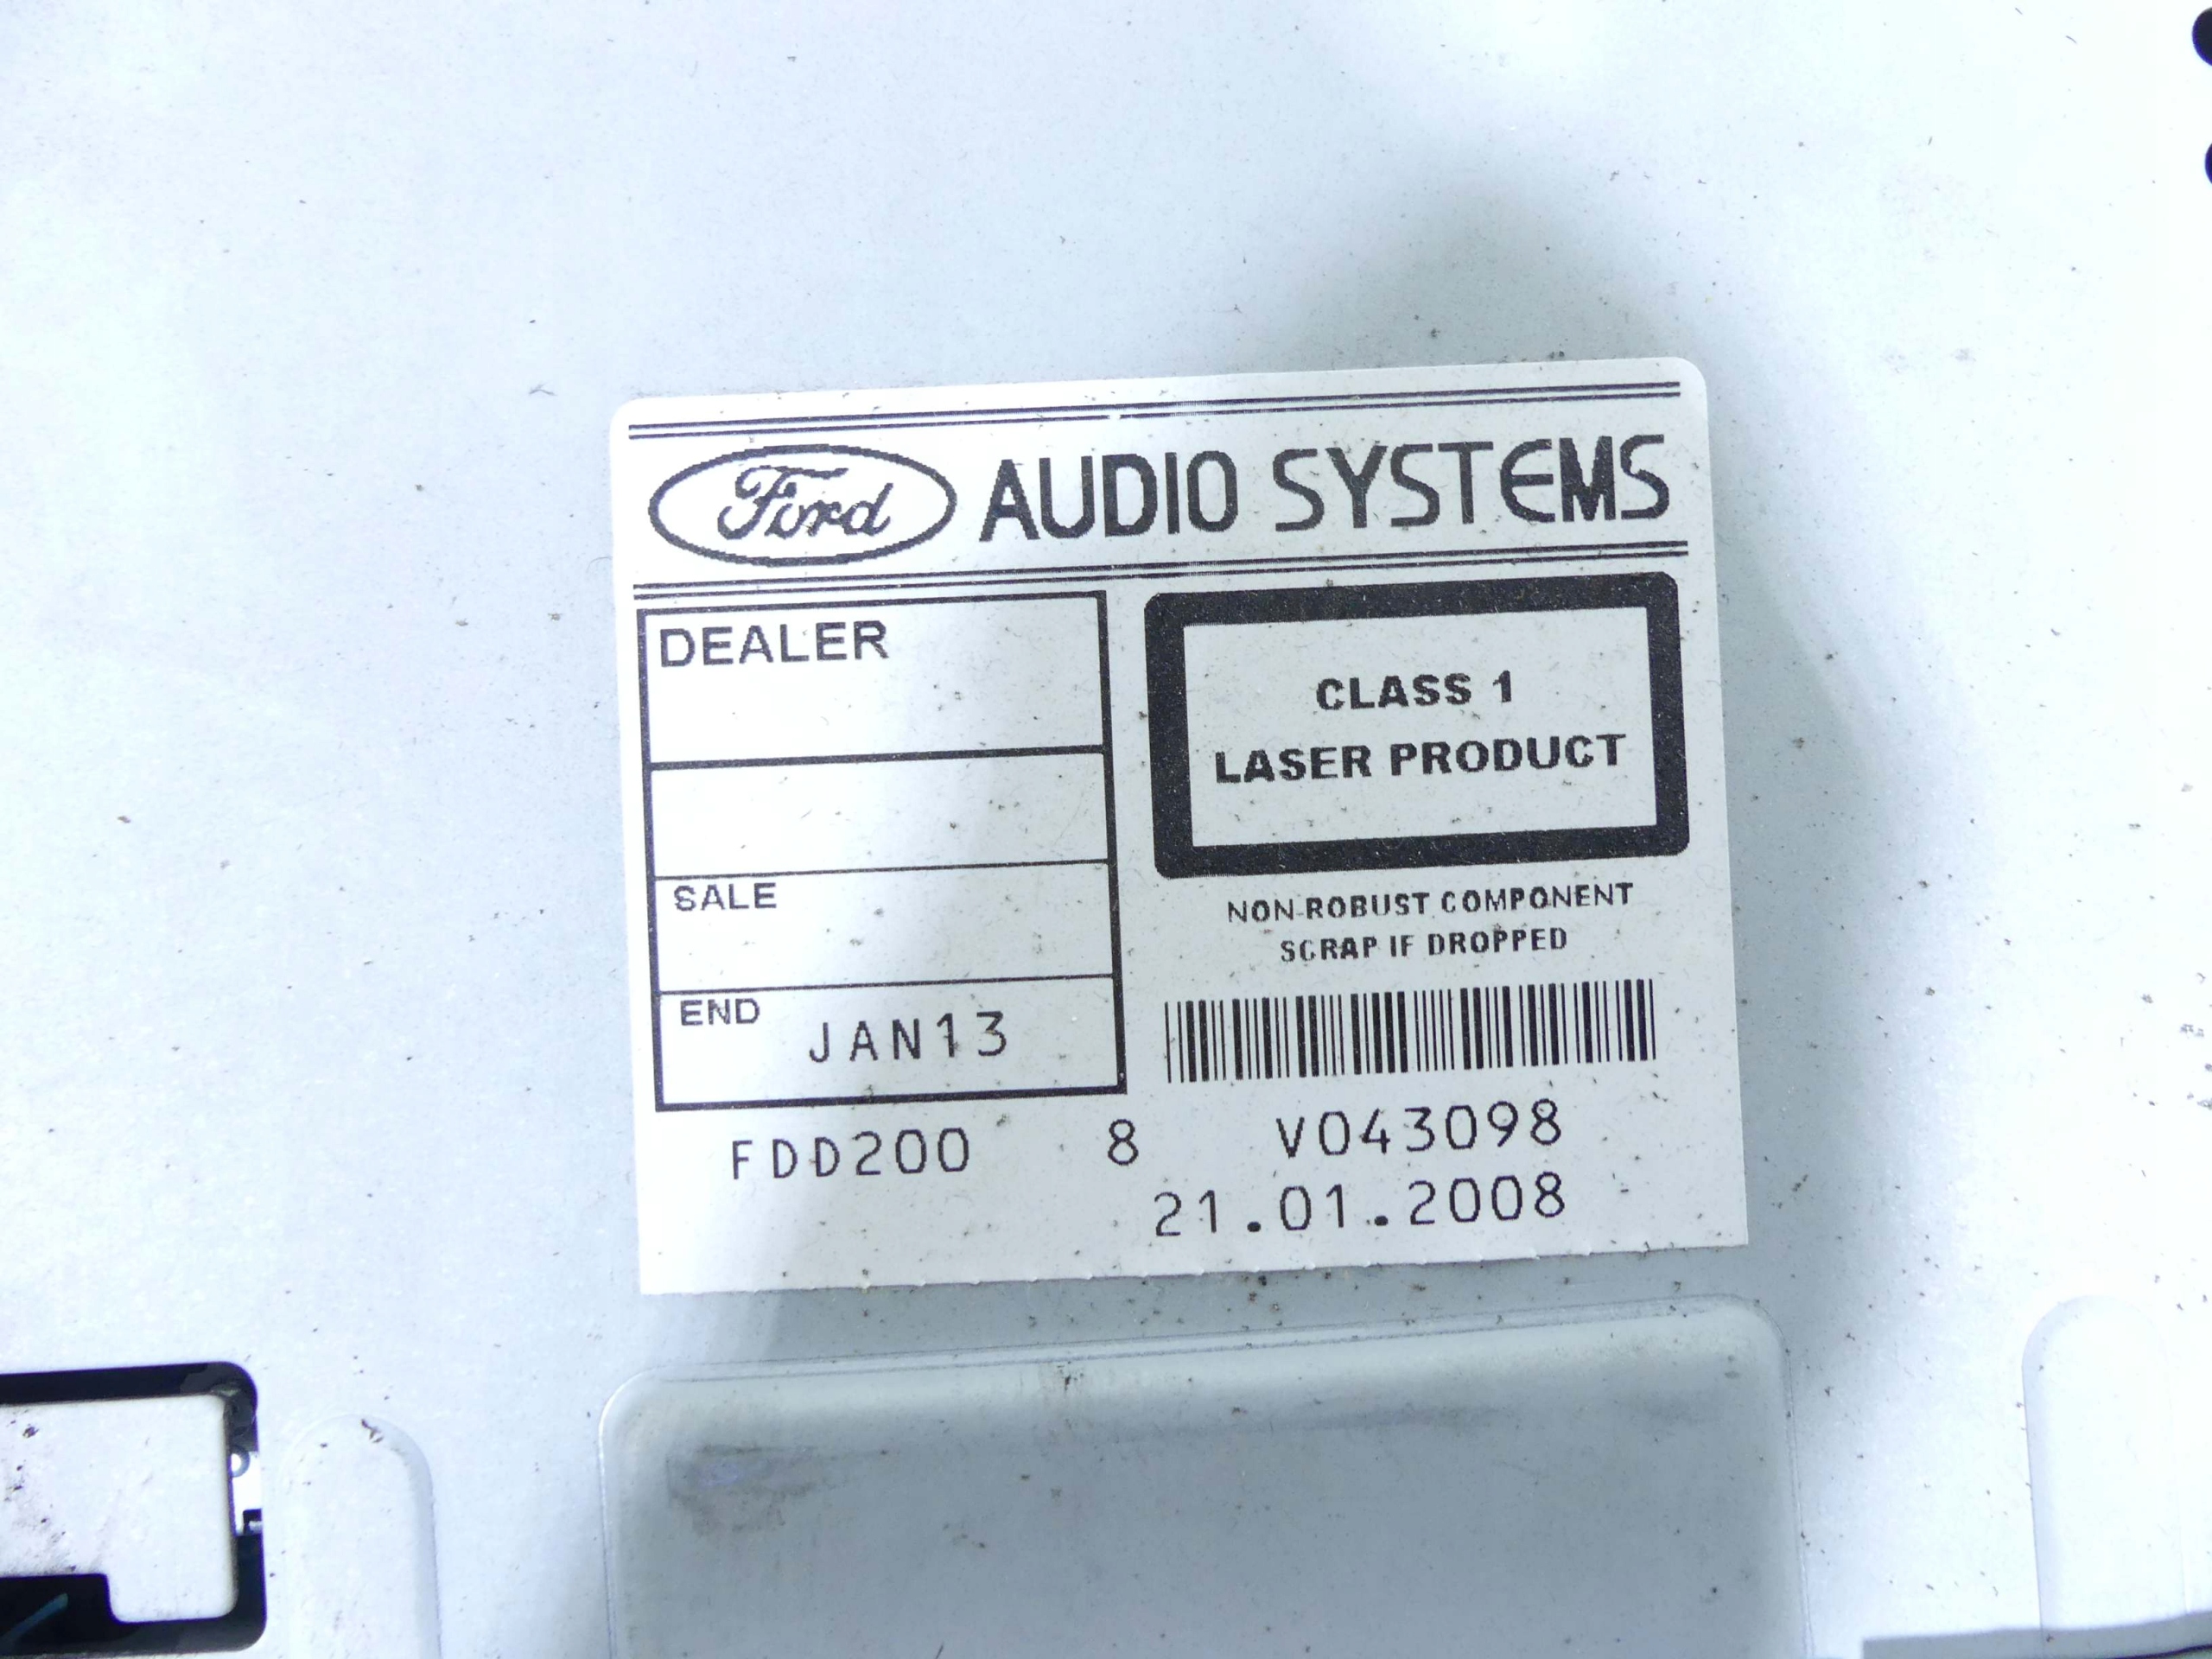 Ford AUDIO SYSTEMS
DEALER
SALE
END JAN13
CLASS 1
LASER PRODUCT
NON-ROBUST COMPONENT
SCRAP IF DROPPED
FDD200 8 V043098
21.01.2008